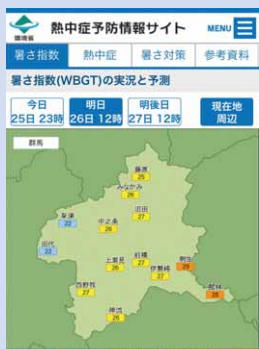 環境省
熱中症予防情報サイト
MENU
暑さ指数
熱中症
暑さ対策
参考資料
暑さ指数(WBGT)の実況と予測
今日
25日 23時
明日
26日 12時
明後日
27日 12時
現在地
周辺
群馬
藤原
25
みなかみ
26
沼田
27
草津
22
中之条
26
田代
22
上里見
26
前橋
27
桐生
28
伊勢崎
27
館林
28
西野牧
27
神流
26